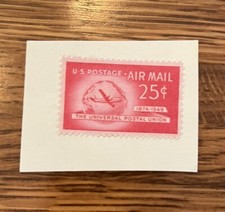 U.S. POSTAGE - AIR MAIL
25¢
1874-1949
THE UNIVERSAL POSTAL UNION